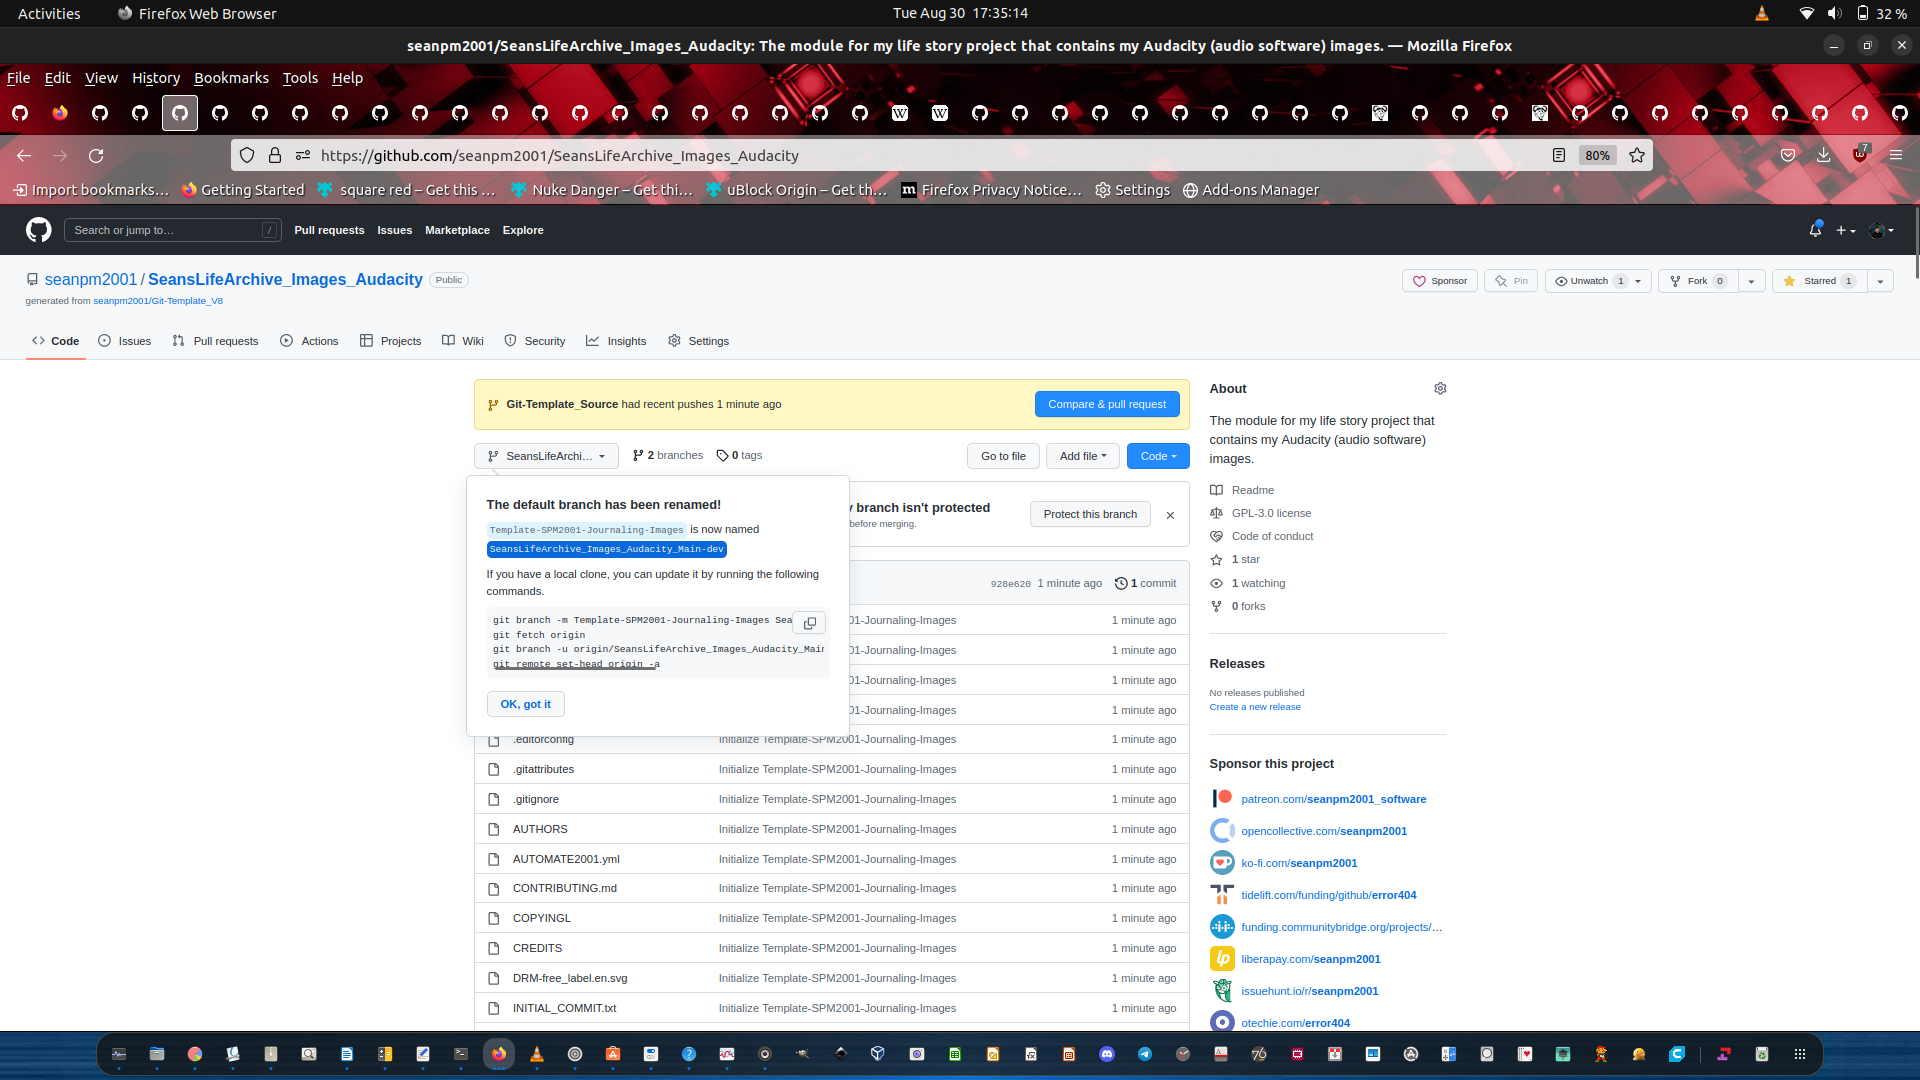 Activities
Firefox Web Browser
Tue Aug 30 17:35:14
32 %
seanpm2001/SeansLifeArchive_Images_Audacity: The module for my life story project that contains my Audacity (audio software) images. — Mozilla Firefox
File Edit View History Bookmarks Tools Help
https://github.com/seanpm2001/SeansLifeArchive_Images_Audacity
80%
7
Import bookmarks…
Getting Started
square red – Get this …
Nuke Danger – Get thi…
uBlock Origin – Get th…
Firefox Privacy Notice…
Settings
Add-ons Manager
Search or jump to…
/
Pull requests Issues Marketplace Explore
seanpm2001 / SeansLifeArchive_Images_Audacity
Public
generated from seanpm2001/Git-Template_V8
Sponsor
Pin
Unwatch 1
Fork 0
Starred 1
Code
Issues
Pull requests
Actions
Projects
Wiki
Security
Insights
Settings
Git-Template_Source had recent pushes 1 minute ago
Compare & pull request
SeansLifeArchi…
2 branches
0 tags
Go to file
Add file
Code
The default branch has been renamed!
Template-SPM2001-Journaling-Images is now named
SeansLifeArchive_Images_Audacity_Main-dev
If you have a local clone, you can update it by running the following
commands.
git branch -m Template-SPM2001-Journaling-Images Sea
git fetch origin
git branch -u origin/SeansLifeArchive_Images_Audacity_Main
git remote set-head origin -a
OK, got it
branch isn't protected
before merging.
Protect this branch
928e620 1 minute ago
1 commit
01-Journaling-Images 1 minute ago
01-Journaling-Images 1 minute ago
01-Journaling-Images 1 minute ago
01-Journaling-Images 1 minute ago
.editorconfig Initialize Template-SPM2001-Journaling-Images 1 minute ago
.gitattributes Initialize Template-SPM2001-Journaling-Images 1 minute ago
.gitignore Initialize Template-SPM2001-Journaling-Images 1 minute ago
AUTHORS Initialize Template-SPM2001-Journaling-Images 1 minute ago
AUTOMATE2001.yml Initialize Template-SPM2001-Journaling-Images 1 minute ago
CONTRIBUTING.md Initialize Template-SPM2001-Journaling-Images 1 minute ago
COPYINGL Initialize Template-SPM2001-Journaling-Images 1 minute ago
CREDITS Initialize Template-SPM2001-Journaling-Images 1 minute ago
DRM-free_label.en.svg Initialize Template-SPM2001-Journaling-Images 1 minute ago
INITIAL_COMMIT.txt Initialize Template-SPM2001-Journaling-Images 1 minute ago
About
The module for my life story project that
contains my Audacity (audio software)
images.
Readme
GPL-3.0 license
Code of conduct
1 star
1 watching
0 forks
Releases
No releases published
Create a new release
Sponsor this project
patreon.com/seanpm2001_software
opencollective.com/seanpm2001
ko-fi.com/seanpm2001
tidelift.com/funding/github/error404
funding.communitybridge.org/projects/…
liberapay.com/seanpm2001
issuehunt.io/r/seanpm2001
otechie.com/error404